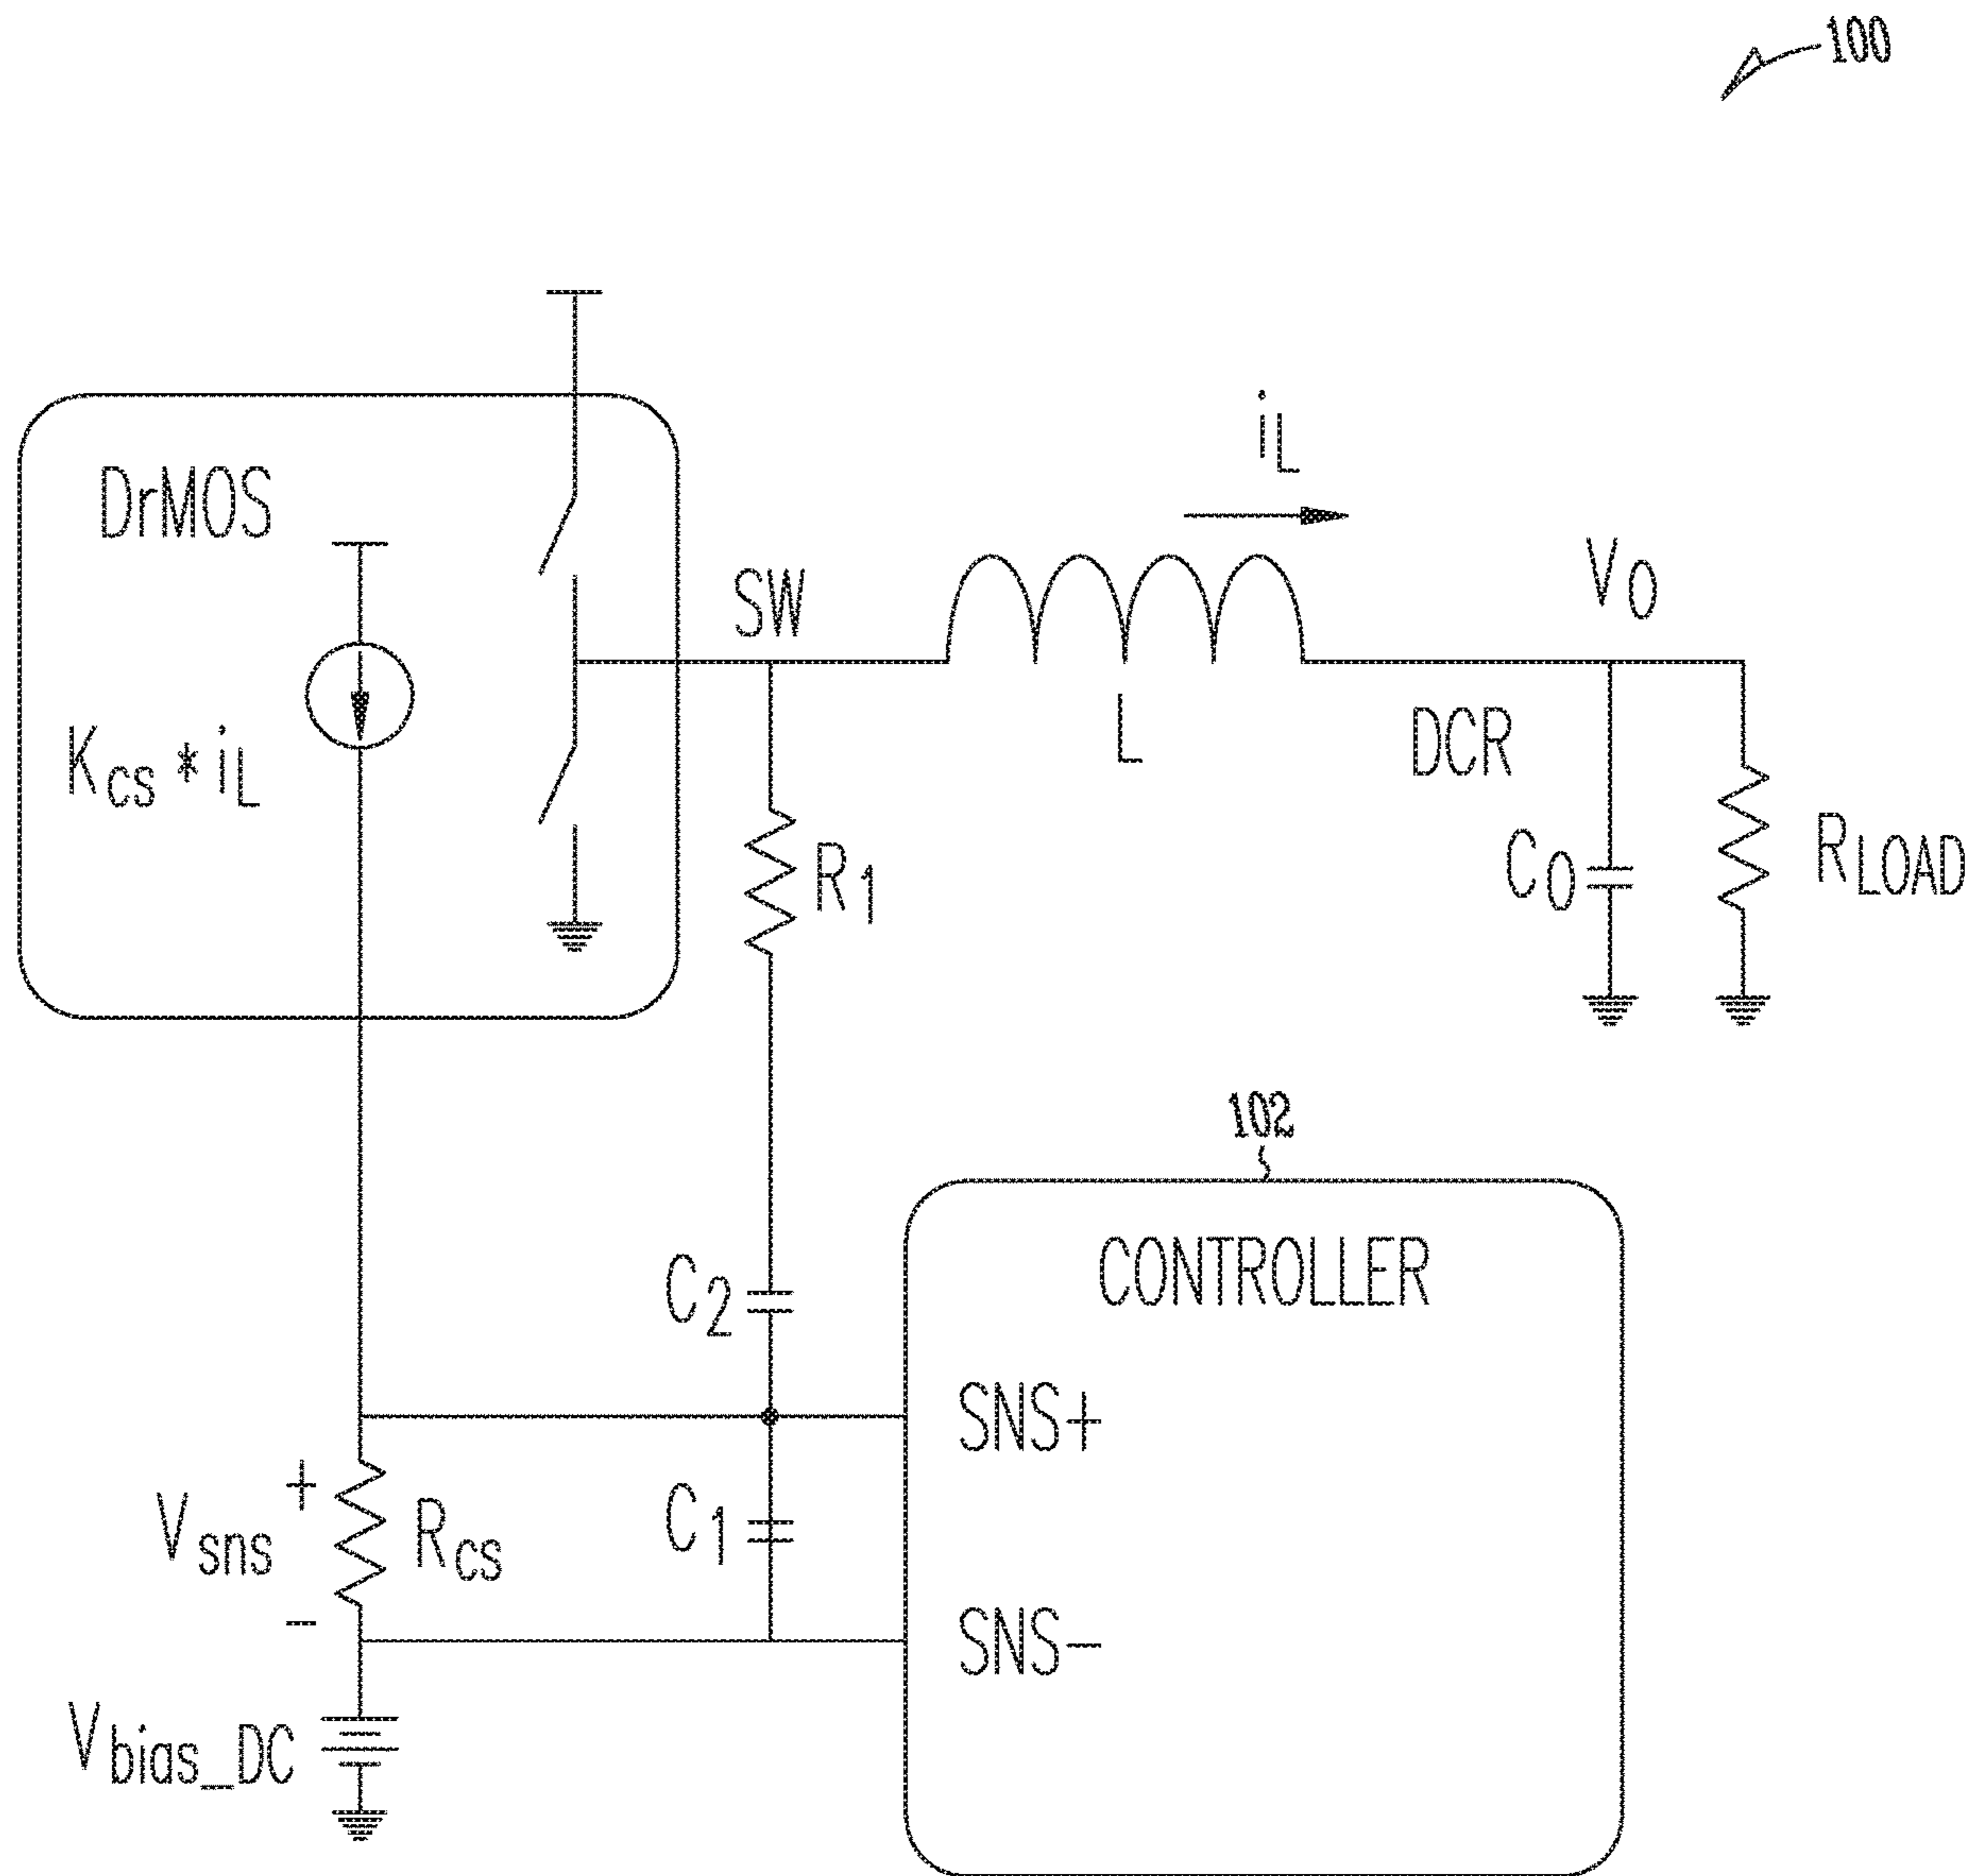 100
DrMOS
Kcs * iL
SW
iL
L
DCR
VO
CO
RLOAD
R1
102
CONTROLLER
C2
SNS+
C1
SNS-
+
Vsns
-
Rcs
Vbias_DC